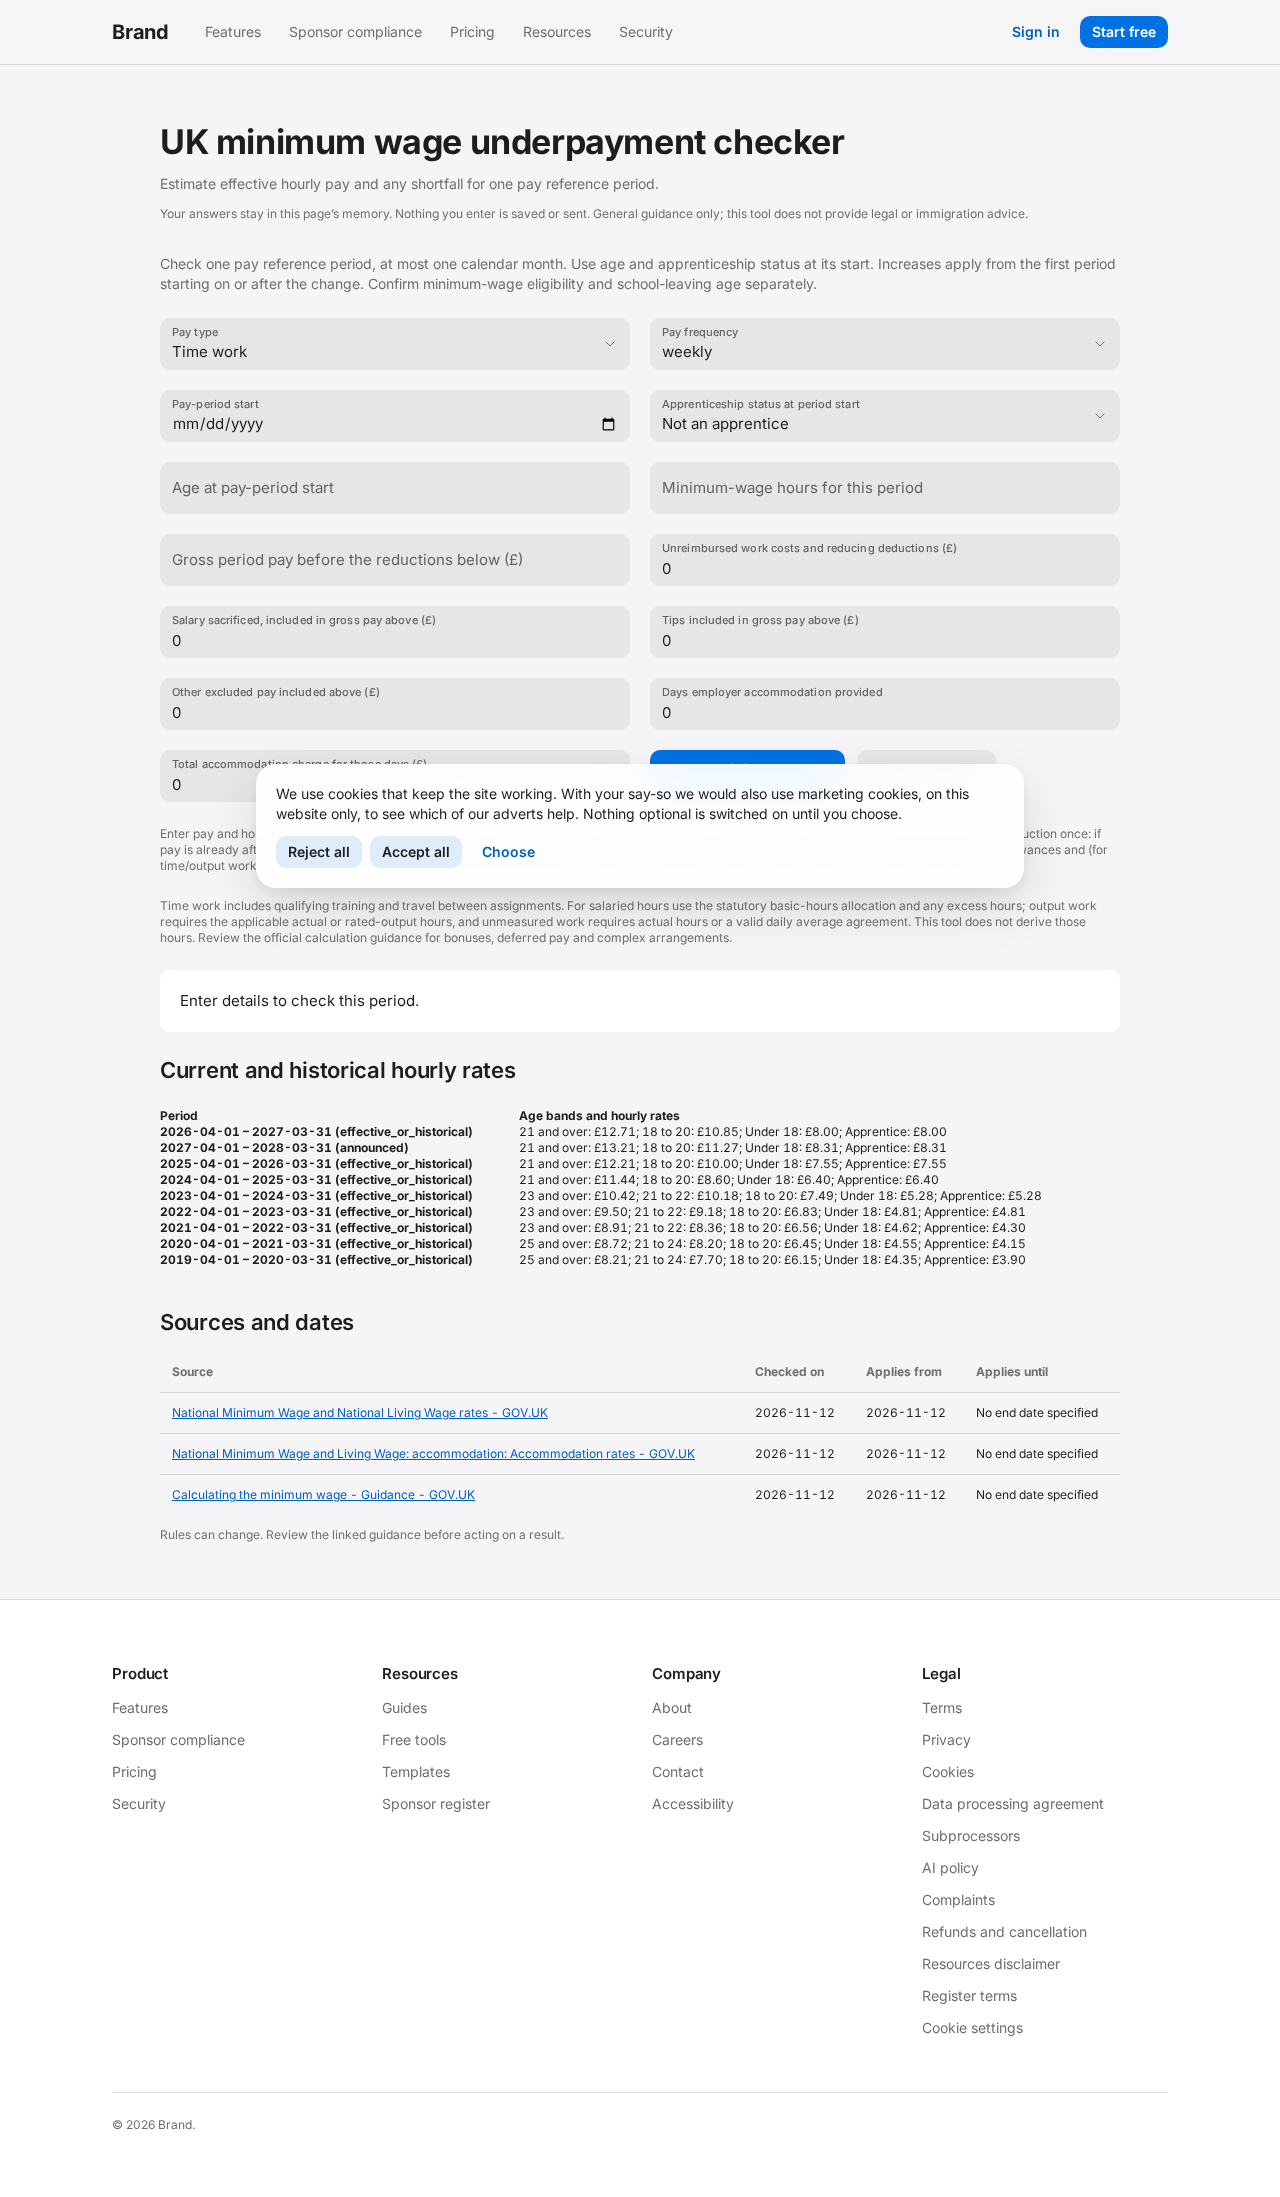 Brand
Features
Sponsor compliance
Pricing
Resources
Security
Sign in
Start free
UK minimum wage underpayment checker
Estimate effective hourly pay and any shortfall for one pay reference period.
Your answers stay in this page’s memory. Nothing you enter is saved or sent. General guidance only; this tool does not provide legal or immigration advice.
Check one pay reference period, at most one calendar month. Use age and apprenticeship status at its start. Increases apply from the first period
starting on or after the change. Confirm minimum-wage eligibility and school-leaving age separately.
Pay type
Time work
Pay frequency
weekly
Pay-period start
mm/dd/yyyy
Apprenticeship status at period start
Not an apprentice
Age at pay-period start
Minimum-wage hours for this period
Gross period pay before the reductions below (£)
Unreimbursed work costs and reducing deductions (£)
0
Salary sacrificed, included in gross pay above (£)
0
Tips included in gross pay above (£)
0
Other excluded pay included above (£)
0
Days employer accommodation provided
0
Total accommodation charge for those days (£)
0
We use cookies that keep the site working. With your say-so we would also use marketing cookies, on this
website only, to see which of our adverts help. Nothing optional is switched on until you choose.
Reject all
Accept all
Choose
Enter pay and
once: if
pay is already
and (for
time/output work
Time work includes qualifying training and travel between assignments. For salaried hours use the statutory basic-hours allocation and any excess hours; output work
requires the applicable actual or rated-output hours, and unmeasured work requires actual hours or a valid daily average agreement. This tool does not derive those
hours. Review the official calculation guidance for bonuses, deferred pay and complex arrangements.
Enter details to check this period.
Current and historical hourly rates
Period Age bands and hourly rates
2026-04-01 – 2027-03-31 (effective_or_historical) 21 and over: £12.71; 18 to 20: £10.85; Under 18: £8.00; Apprentice: £8.00
2027-04-01 – 2028-03-31 (announced) 21 and over: £13.21; 18 to 20: £11.27; Under 18: £8.31; Apprentice: £8.31
2025-04-01 – 2026-03-31 (effective_or_historical) 21 and over: £12.21; 18 to 20: £10.00; Under 18: £7.55; Apprentice: £7.55
2024-04-01 – 2025-03-31 (effective_or_historical) 21 and over: £11.44; 18 to 20: £8.60; Under 18: £6.40; Apprentice: £6.40
2023-04-01 – 2024-03-31 (effective_or_historical) 23 and over: £10.42; 21 to 22: £10.18; 18 to 20: £7.49; Under 18: £5.28; Apprentice: £5.28
2022-04-01 – 2023-03-31 (effective_or_historical) 23 and over: £9.50; 21 to 22: £9.18; 18 to 20: £6.83; Under 18: £4.81; Apprentice: £4.81
2021-04-01 – 2022-03-31 (effective_or_historical) 23 and over: £8.91; 21 to 22: £8.36; 18 to 20: £6.56; Under 18: £4.62; Apprentice: £4.30
2020-04-01 – 2021-03-31 (effective_or_historical) 25 and over: £8.72; 21 to 24: £8.20; 18 to 20: £6.45; Under 18: £4.55; Apprentice: £4.15
2019-04-01 – 2020-03-31 (effective_or_historical) 25 and over: £8.21; 21 to 24: £7.70; 18 to 20: £6.15; Under 18: £4.35; Apprentice: £3.90
Sources and dates
Source Checked on Applies from Applies until
National Minimum Wage and National Living Wage rates - GOV.UK 2026-11-12 2026-11-12 No end date specified
National Minimum Wage and Living Wage: accommodation: Accommodation rates - GOV.UK 2026-11-12 2026-11-12 No end date specified
Calculating the minimum wage - Guidance - GOV.UK 2026-11-12 2026-11-12 No end date specified
Rules can change. Review the linked guidance before acting on a result.
Product
Features
Sponsor compliance
Pricing
Security
Resources
Guides
Free tools
Templates
Sponsor register
Company
About
Careers
Contact
Accessibility
Legal
Terms
Privacy
Cookies
Data processing agreement
Subprocessors
AI policy
Complaints
Refunds and cancellation
Resources disclaimer
Register terms
Cookie settings
© 2026 Brand.